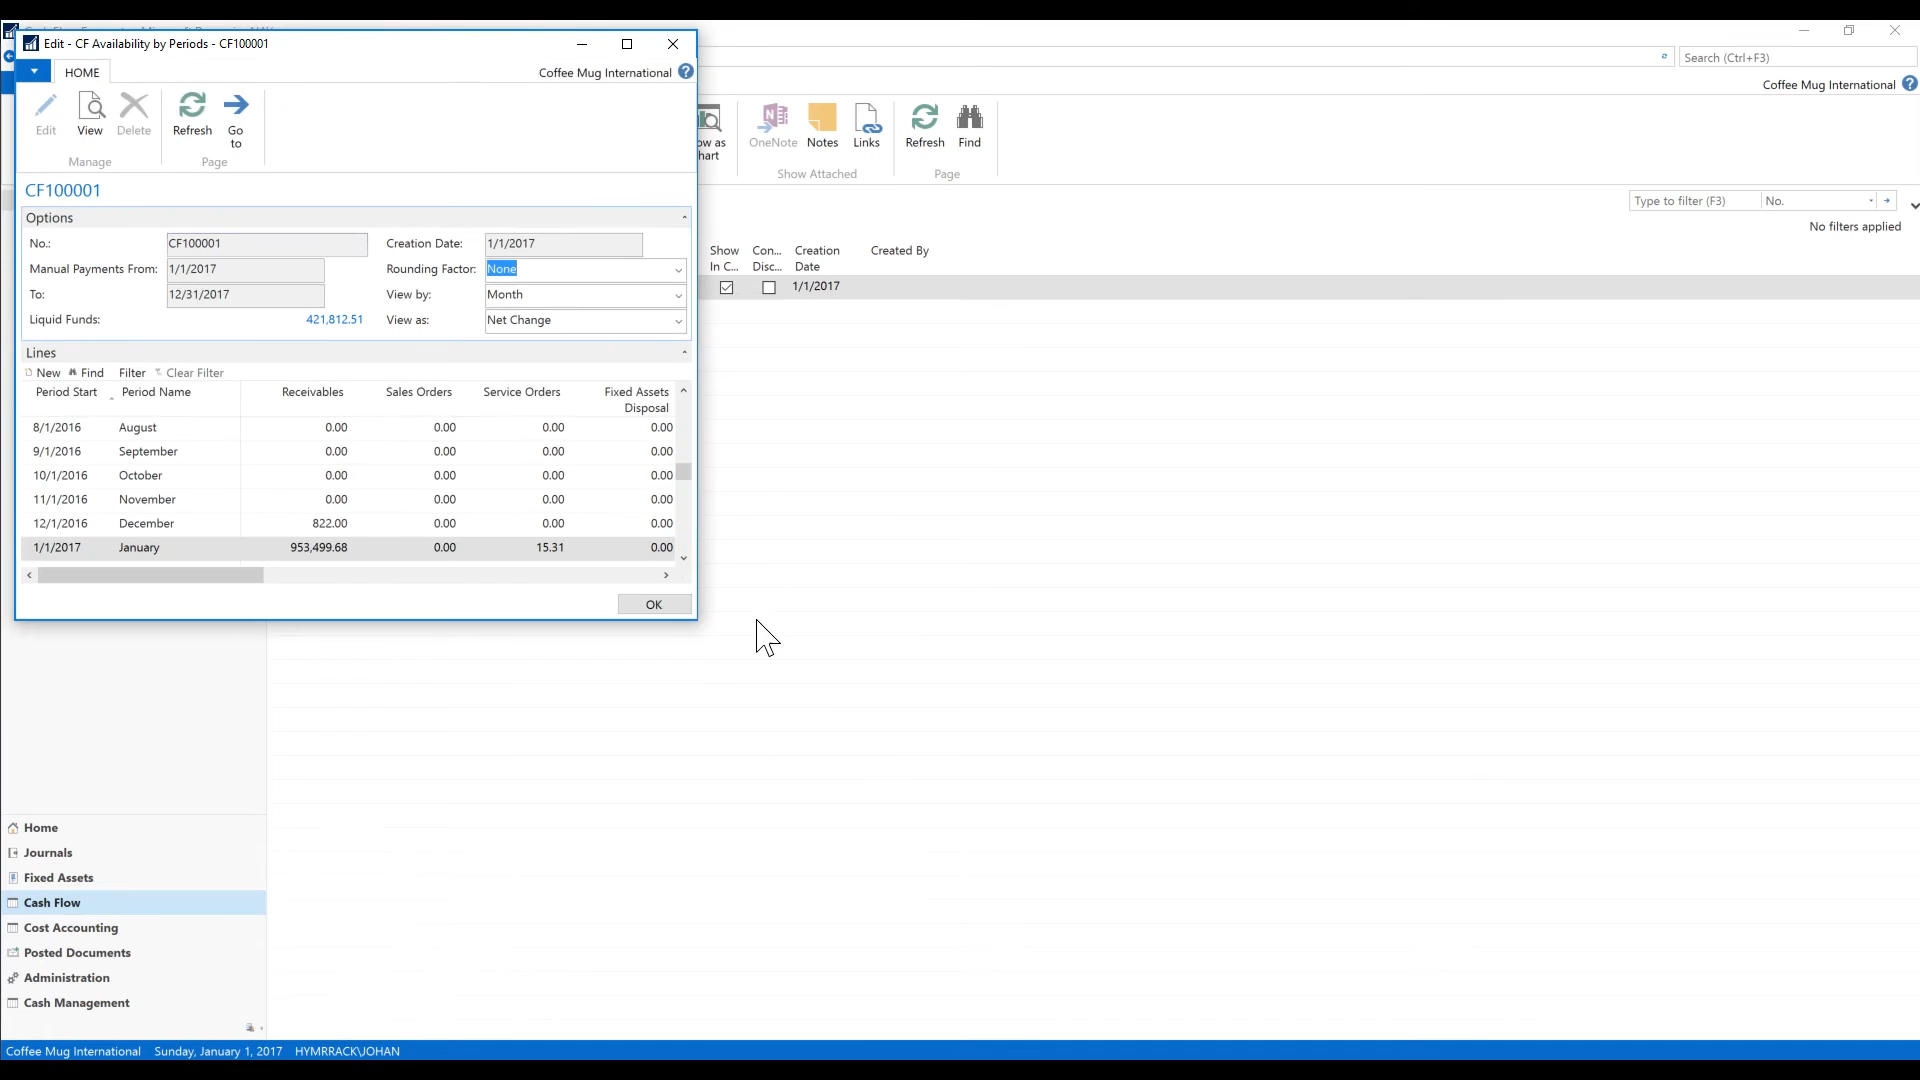 Edit - CF Availability by Periods - CF100001
Search (Ctrl+F3)
HOME
Coffee Mug International
Coffee Mug International
Edit
View
Delete
Refresh
Go to
Manage
Page
OneNote
Notes
Links
Refresh
Find
Show Attached
Page
CF100001
Type to filter (F3)
No.
No filters applied
Options
No.:
CF100001
Creation Date:
1/1/2017
Manual Payments From:
1/1/2017
Rounding Factor:
None
To:
12/31/2017
View by:
Month
Liquid Funds:
421,812.51
View as:
Net Change
Show In C...
Con... Disc...
Creation Date
Created By
1/1/2017
Lines
New Find Filter Clear Filter
Period Start Period Name Receivables Sales Orders Service Orders Fixed Assets Disposal
8/1/2016 August 0.00 0.00 0.00 0.00
9/1/2016 September 0.00 0.00 0.00 0.00
10/1/2016 October 0.00 0.00 0.00 0.00
11/1/2016 November 0.00 0.00 0.00 0.00
12/1/2016 December 822.00 0.00 0.00 0.00
1/1/2017 January 953,499.68 0.00 15.31 0.00
OK
Home
Journals
Fixed Assets
Cash Flow
Cost Accounting
Posted Documents
Administration
Cash Management
Coffee Mug International Sunday, January 1, 2017 HYMRRACK\JOHAN